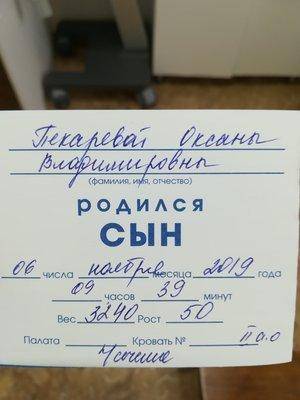 Пекаревой Оксаны
Владимировны
(фамилия, имя, отчество)
РОДИЛСЯ
СЫН
06 числа ноября месяца 2019 года
09 часов 39 минут
Вес 3240 Рост 50
Палата Кровать № II а.о